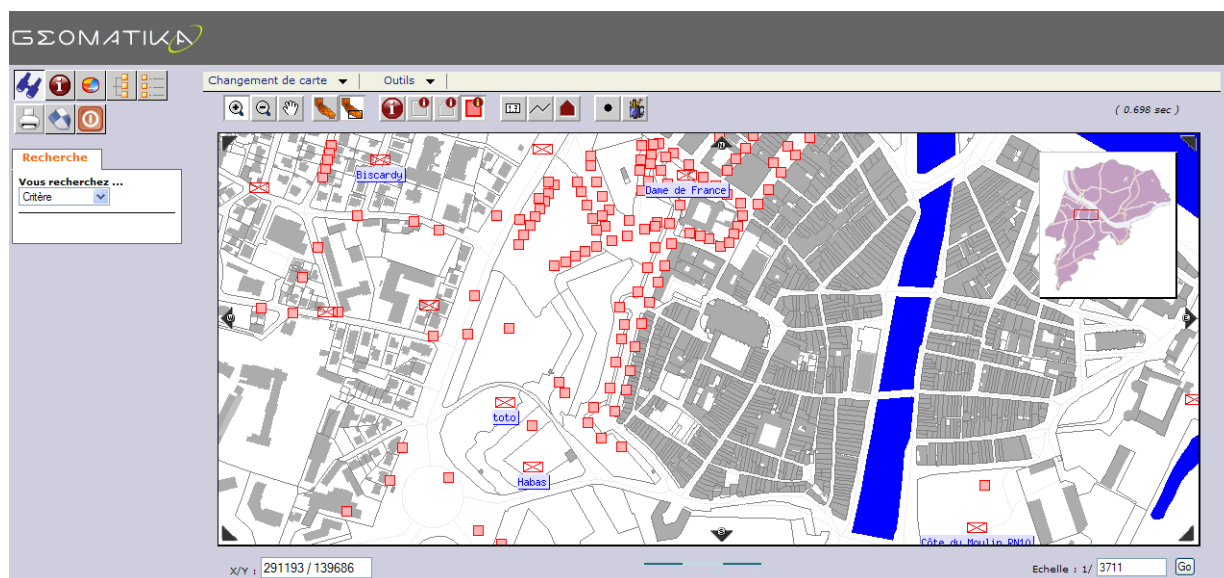 GEOMATIKA
Changement de carte Outils
( 0.698 sec )
Recherche
Vous recherchez ...
Critère
N
Biscardy
Dame de France
W
E
toto
Habas
S
Côte du Moulin RN10
X/Y : 291193 / 139686
Echelle : 1/ 3711 Go